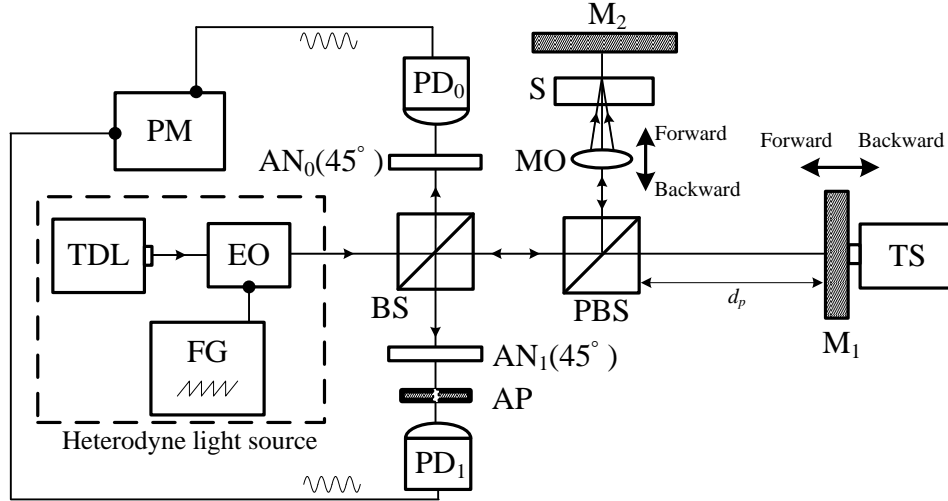 M₂
PD₀
S
PM
Forward
Forward
Backward
MO
AN₀(45°)
Backward
TDL
EO
TS
BS
PBS
dₚ
FG
AN₁(45°)
M₁
AP
Heterodyne light source
PD₁